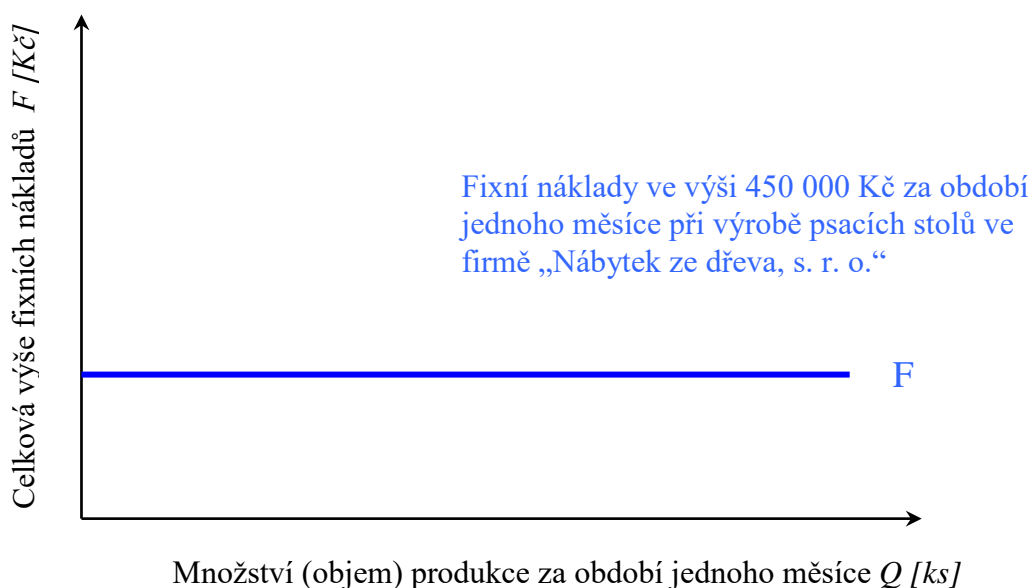 Celková výše fixních nákladů F [Kč]
Fixní náklady ve výši 450 000 Kč za období
jednoho měsíce při výrobě psacích stolů ve
firmě „Nábytek ze dřeva, s. r. o.“
F
Množství (objem) produkce za období jednoho měsíce Q [ks]